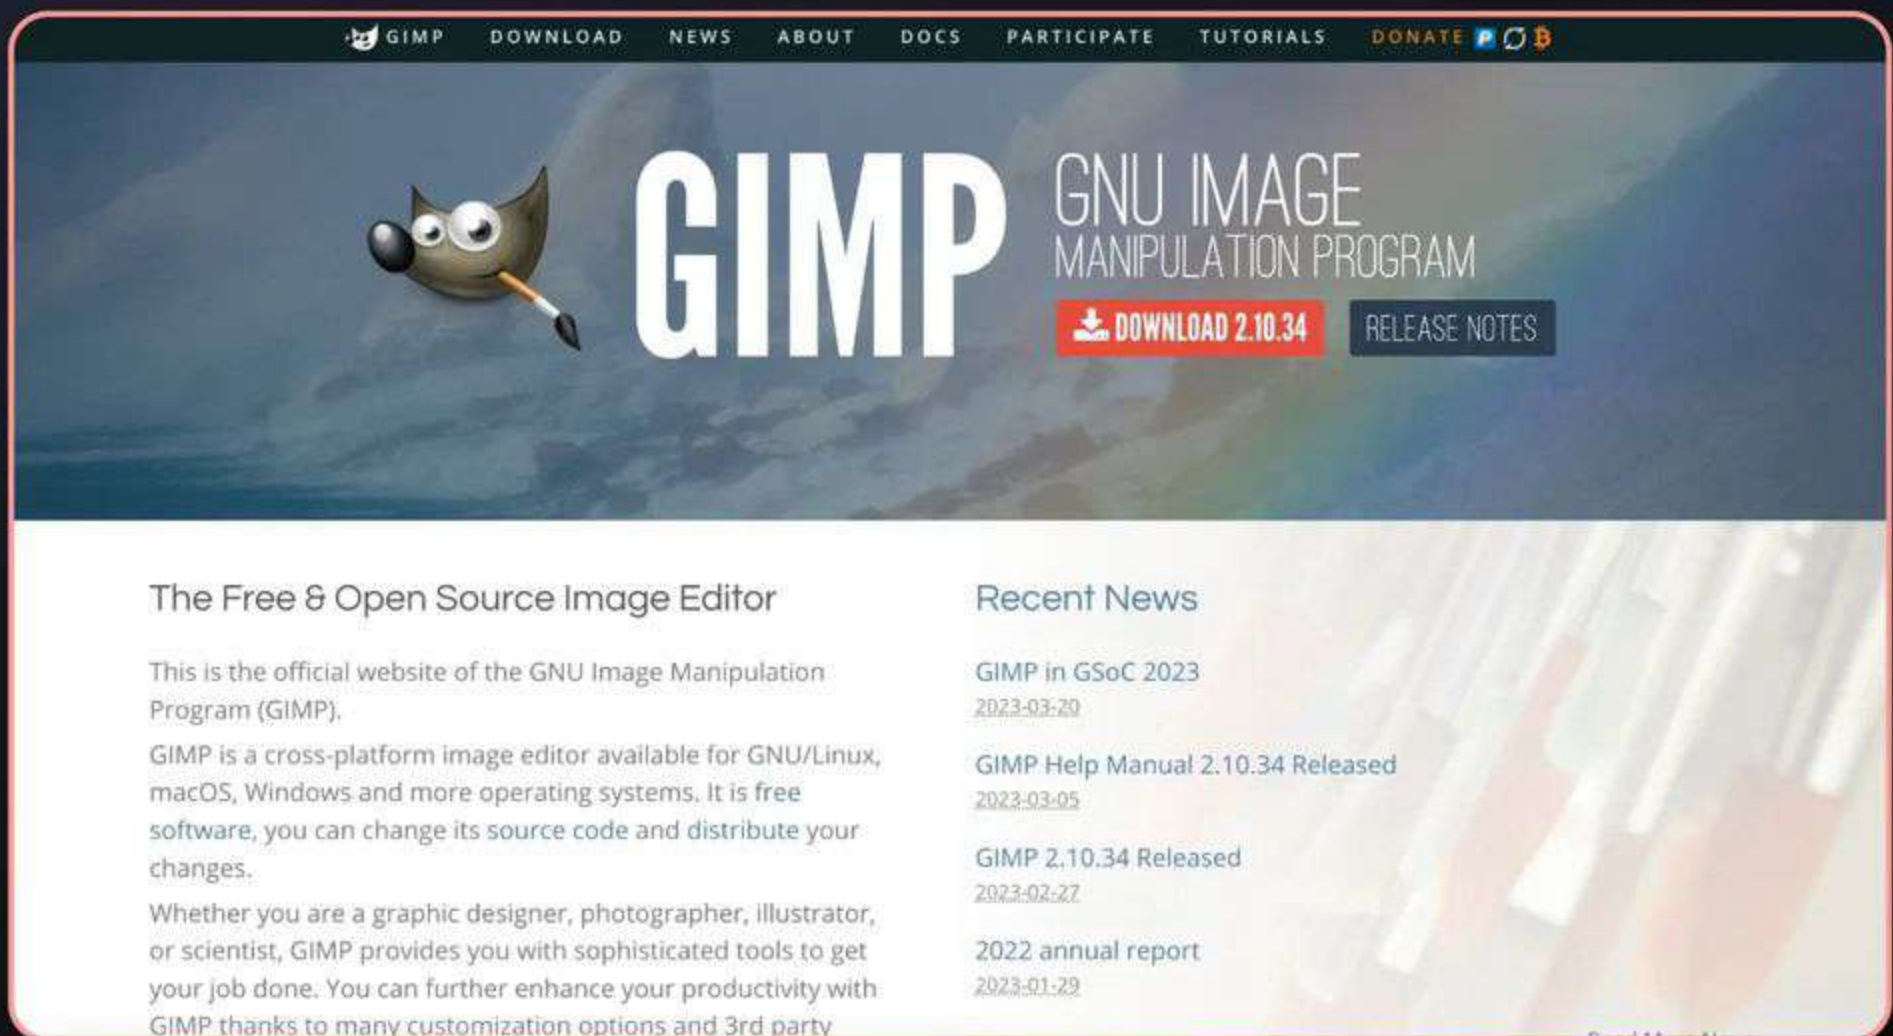 GIMP
DOWNLOAD
NEWS
ABOUT
DOCS
PARTICIPATE
TUTORIALS
DONATE
GIMP
GNU IMAGE
MANIPULATION PROGRAM
DOWNLOAD 2.10.34
RELEASE NOTES
The Free & Open Source Image Editor
This is the official website of the GNU Image Manipulation
Program (GIMP).
GIMP is a cross-platform image editor available for GNU/Linux,
macOS, Windows and more operating systems. It is free
software, you can change its source code and distribute your
changes.
Whether you are a graphic designer, photographer, illustrator,
or scientist, GIMP provides you with sophisticated tools to get
your job done. You can further enhance your productivity with
GIMP thanks to many customization options and 3rd party
Recent News
GIMP in GSoC 2023
2023-03-20
GIMP Help Manual 2.10.34 Released
2023-03-05
GIMP 2.10.34 Released
2023-02-27
2022 annual report
2023-01-29